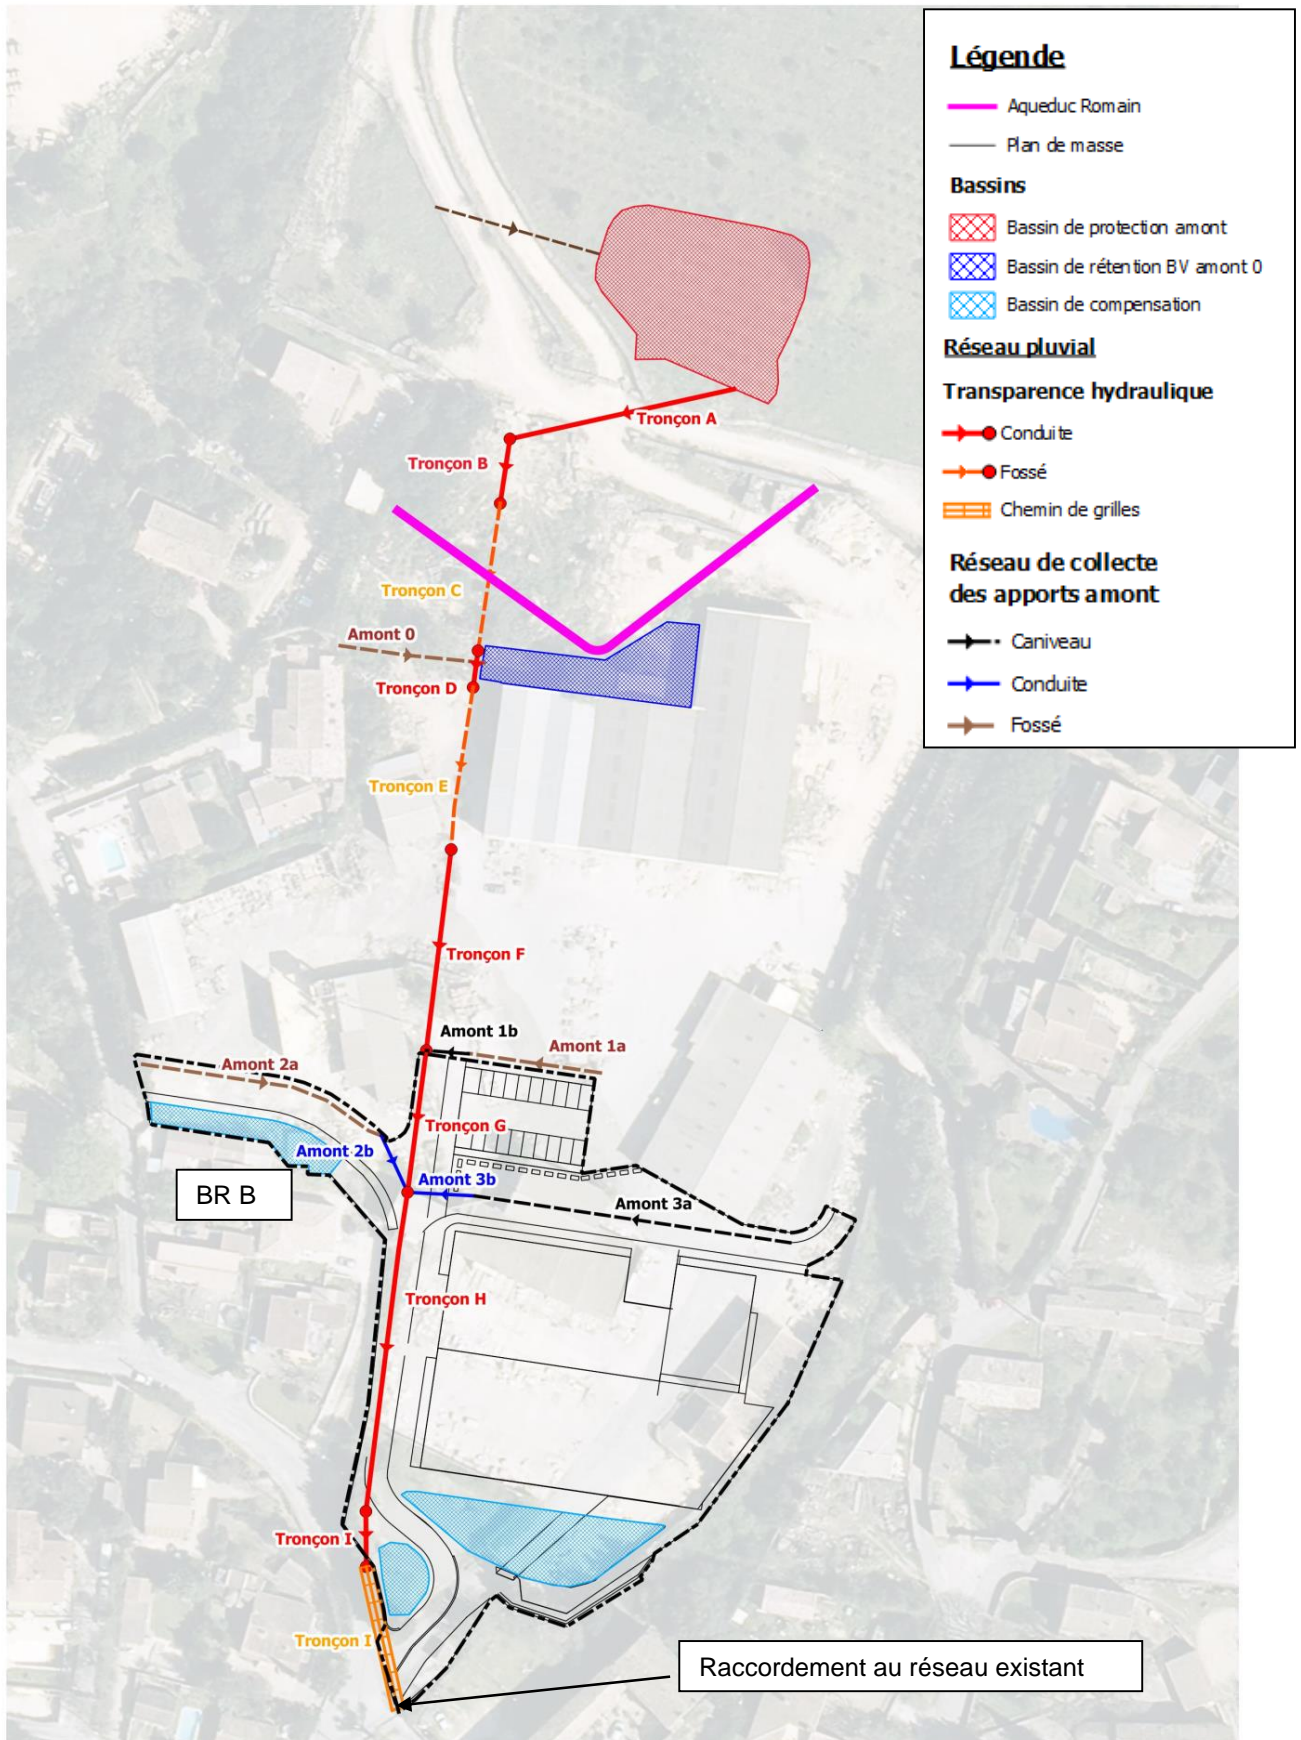 Légende
Aqueduc Romain
Plan de masse
Bassins
Bassin de protection amont
Bassin de rétention BV amont 0
Bassin de compensation
Réseau pluvial
Transparence hydraulique
Conduite
Fossé
Chemin de grilles
Réseau de collecte
des apports amont
Caniveau
Conduite
Fossé
Tronçon A
Tronçon B
Tronçon C
Amont 0
Tronçon D
Tronçon E
Tronçon F
Amont 1b
Amont 1a
Amont 2a
Tronçon G
Amont 2b
Amont 3b
BR B
Amont 3a
Tronçon H
Tronçon I
Tronçon I
Raccordement au réseau existant